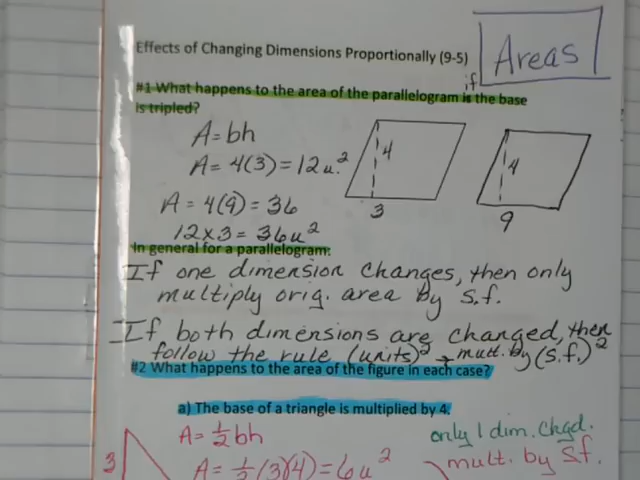 Effects of Changing Dimensions Proportionally (9-5)
Areas
if
#1 What happens to the area of the parallelogram is the base
is tripled?
A=bh
A= 4(3)=12u.²
4
3
4
9
A = 4(9) = 36
12x3= 36u²
In general for a parallelogram:
If one dimension changes, then only
multiply orig. area by s.f.
If both dimensions are changed, then
follow the rule (units)² + mult. by (s.f.)²
#2 What happens to the area of the figure in each case?
a) The base of a triangle is multiplied by 4.
A= ½bh
only 1 dim. chgd.
3
A= ½(3)(4)=6u²
mult. by sf.